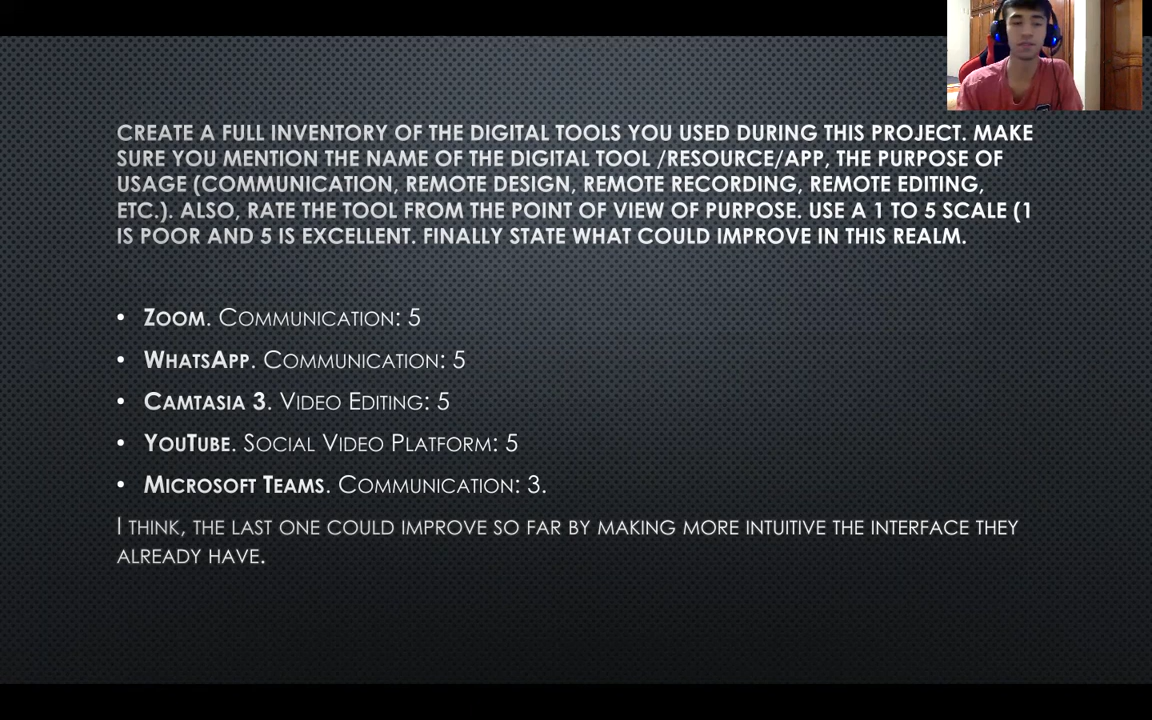 CREATE A FULL INVENTORY OF THE DIGITAL TOOLS YOU USED DURING THIS PROJECT. MAKE
SURE YOU MENTION THE NAME OF THE DIGITAL TOOL /RESOURCE/APP, THE PURPOSE OF
USAGE (COMMUNICATION, REMOTE DESIGN, REMOTE RECORDING, REMOTE EDITING,
ETC.). ALSO, RATE THE TOOL FROM THE POINT OF VIEW OF PURPOSE. USE A 1 TO 5 SCALE (1
IS POOR AND 5 IS EXCELLENT. FINALLY STATE WHAT COULD IMPROVE IN THIS REALM.
• Zoom. Communication: 5
• WhatsApp. Communication: 5
• Camtasia 3. Video Editing: 5
• YouTube. Social Video Platform: 5
• Microsoft Teams. Communication: 3.
I think, the last one could improve so far by making more intuitive the interface they
already have.